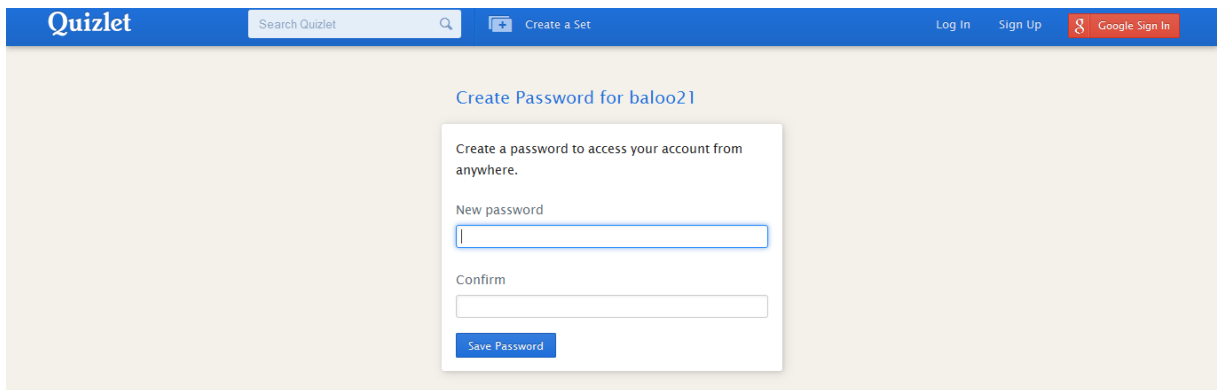 Quizlet Search Quizlet Create a Set Log In Sign Up g Google Sign In
Create Password for baloo21
Create a password to access your account from
anywhere.
New password
Confirm
Save Password